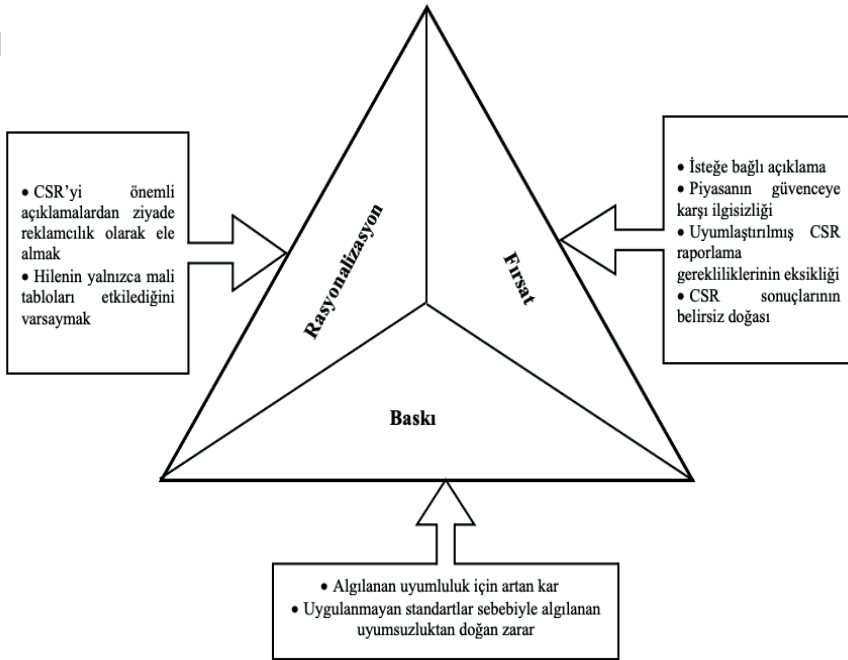 • CSR’yi önemli
açıklamalardan ziyade
reklamcılık olarak ele
almak
• Hilenin yalnızca mali
tabloları etkilediğini
varsaymak
Rasyonalizasyon
Fırsat
• İsteğe bağlı açıklama
• Piyasanın güvenceye
karşı ilgisizliği
• Uyumlaştırılmış CSR
raporlama
gerekliliklerinin eksikliği
• CSR sonuçlarının
belirsiz doğası
Baskı
• Algılanan uyumluluk için artan kar
• Uygulanmayan standartlar sebebiyle algılanan
uyumsuzluktan doğan zarar